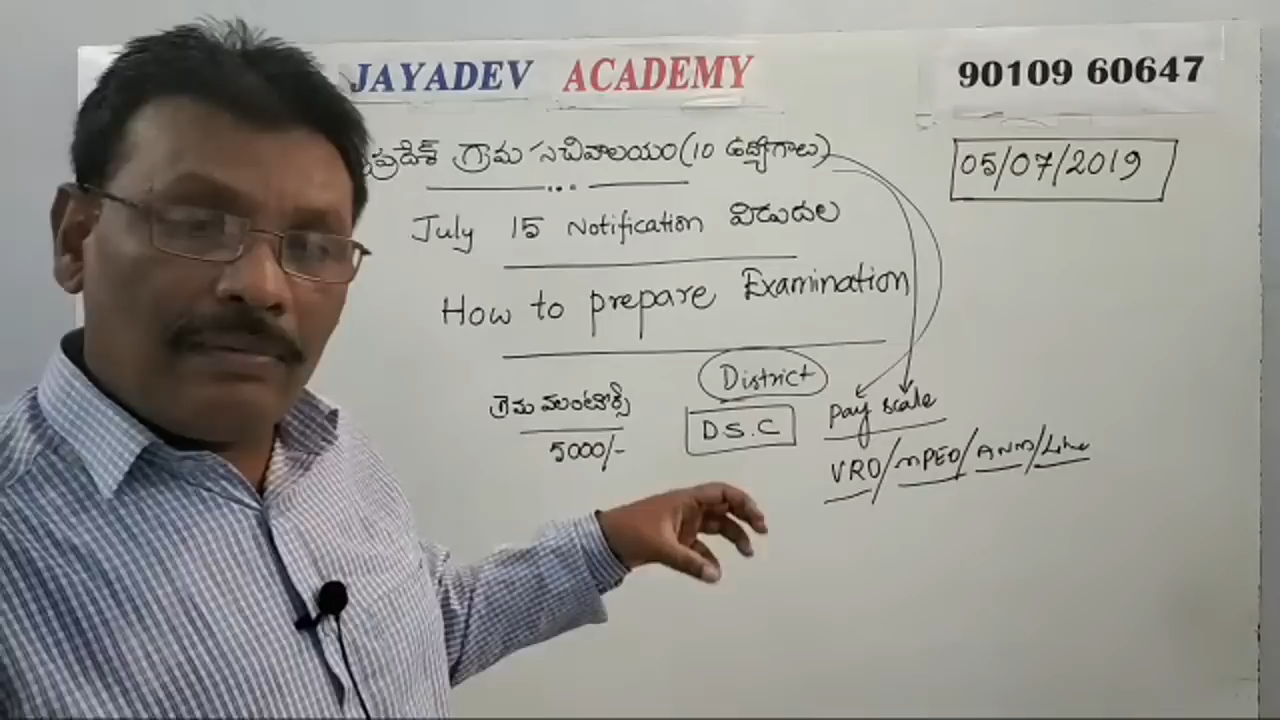 JAYADEV ACADEMY
90109 60647
ప్రదేశ్ గ్రామ సచివాలయం(10 ఉద్యోగాలు)
05/07/2019
July 15 Notification విడుదల
How to prepare Examination
గ్రామ వలంటీర్స్
5000/-
District
D.S.C
pay scale
VRO/MPEO/ANM/Line